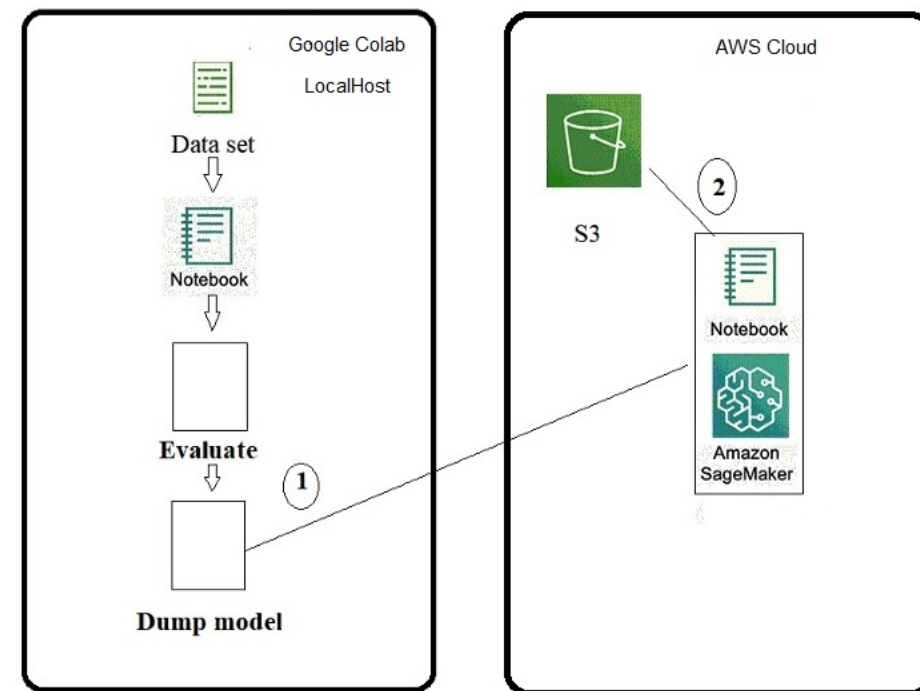 Google Colab
LocalHost
Data set
Notebook
Evaluate
1
Dump model
AWS Cloud
S3
2
Notebook
Amazon
SageMaker